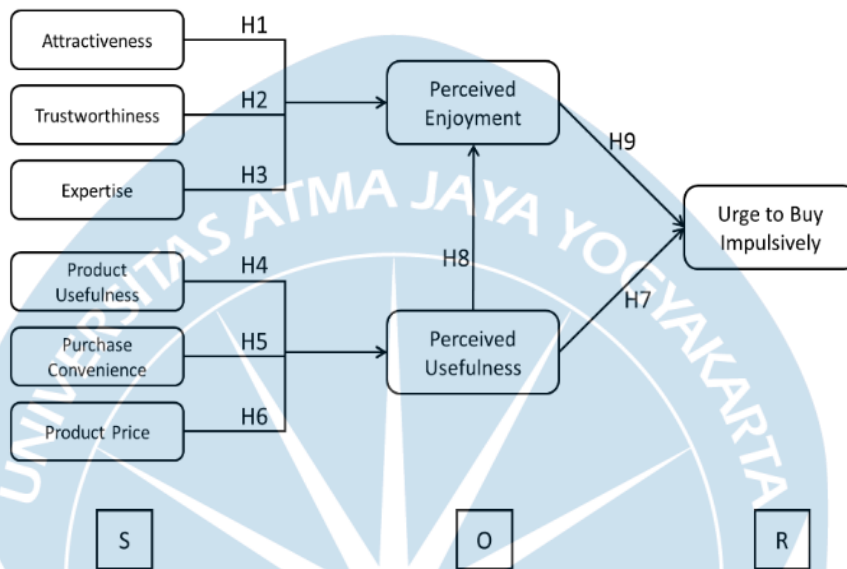 Attractiveness
H1
Trustworthiness
H2
Expertise
H3
Perceived
Enjoyment
H9
Urge to Buy
Impulsively
Product
Usefulness
H4
H8
H7
Purchase
Convenience
H5
Perceived
Usefulness
Product Price
H6
S
O
R
UNIVERSITAS ATMA JAYA YOGYAKARTA